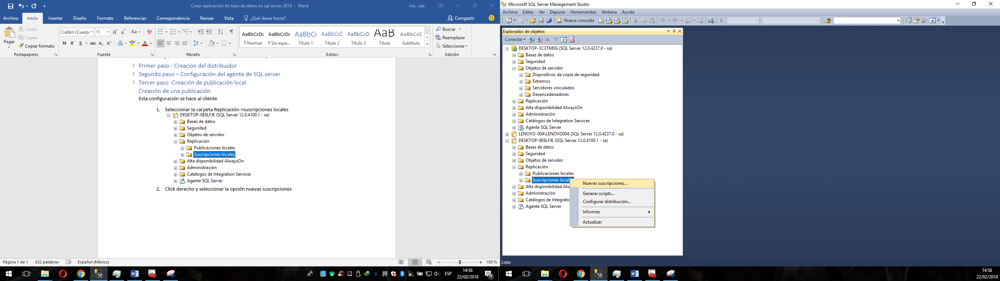 Crear replicación de base de datos en sql server 2014 - Word
Inic. ses.
Archivo Inicio Insertar Diseño Formato Referencias Correspondencia Revisar Vista ¿Qué desea hacer? Compartir
Pegar
Cortar
Copiar
Copiar formato
Portapapeles
Calibri (Cuerpo 11
N K S abc x₂ x²
Fuente
Párrafo
AaBbCcDc AaBbCcDc AaBbCc AaBbCcD AaBbCcD AaB AaBbCcD
¶ Normal ¶ Sin espa... Título 1 Título 2 Título 3 Título Subtítulo
Estilos
Buscar
Reemplazar
Seleccionar
Edición
Primer paso - Creación del distribuidor
Segundo paso – Configuración del agente de SQL server
Tercer paso -Creación de publicación local.
Creación de una publicación
Esta configuración se hace al cliente
1. Seleccionar la carpeta Replicación->suscripciones locales
DESKTOP-0E8LFJE (SQL Server 12.0.4100.1 - sa)
Bases de datos
Seguridad
Objetos de servidor
Replicación
Publicaciones locales
Suscripciones locales
Alta disponibilidad AlwaysOn
Administración
Catálogos de Integration Services
Agente SQL Server
2. Click derecho y seleccionar la opción nuevas suscripciones
Página 1 de 1 632 palabras Español (México) 100 %
ESP
14:56
22/02/2018
11
Microsoft SQL Server Management Studio
Archivo Editar Ver Depurar Herramientas Ventana Ayuda
Nueva consulta
Explorador de objetos
Conectar
DESKTOP-3C3TM0G (SQL Server 12.0.4237.0 - sa)
Bases de datos
Seguridad
Objetos de servidor
Dispositivos de copia de seguridad
Extremos
Servidores vinculados
Desencadenadores
Replicación
Alta disponibilidad AlwaysOn
Administración
Catálogos de Integration Services
Agente SQL Server
LENOVO-004\LENOVO004 (SQL Server 12.0.4237.0 - sa)
DESKTOP-0E8LFJE (SQL Server 12.0.4100.1 - sa)
Bases de datos
Seguridad
Objetos de servidor
Replicación
Publicaciones locales
Suscripciones local
Alta disponibilidad Alw
Administración
Catálogos de Integratio
Agente SQL Server
Nuevas suscripciones...
Generar scripts...
Configurar distribución...
Informes
Actualizar
Listo
14:56
22/02/2018